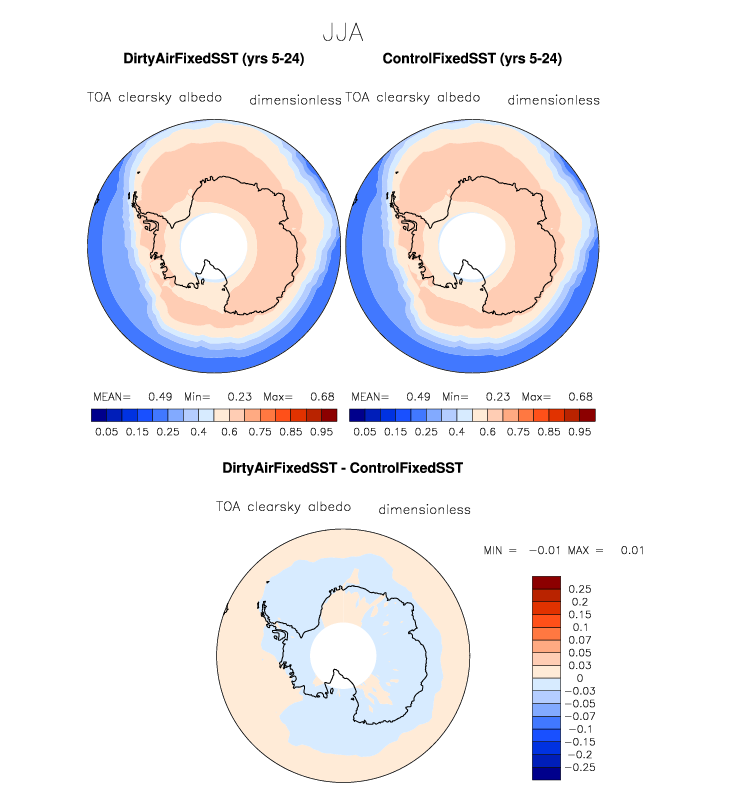 JJA
DirtyAirFixedSST (yrs 5-24) ControlFixedSST (yrs 5-24)
TOA clearsky albedo dimensionless TOA clearsky albedo dimensionless
MEAN= 0.49 Min= 0.23 Max= 0.68 MEAN= 0.49 Min= 0.23 Max= 0.68
0.05 0.15 0.25 0.4 0.6 0.75 0.85 0.95 0.05 0.15 0.25 0.4 0.6 0.75 0.85 0.95
DirtyAirFixedSST - ControlFixedSST
TOA clearsky albedo dimensionless
MIN = -0.01 MAX = 0.01
0.25
0.2
0.15
0.1
0.07
0.05
0.03
0
-0.03
-0.05
-0.07
-0.1
-0.15
-0.2
-0.25